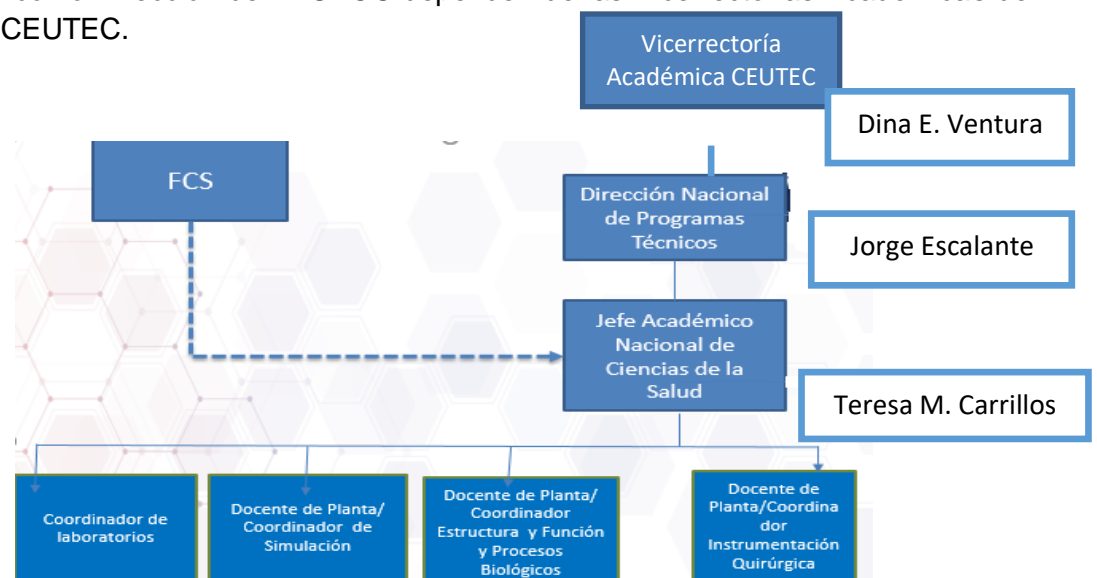 CEUTEC.
Vicerrectoría
Académica CEUTEC
Dina E. Ventura
FCS
Dirección Nacional
de Programas
Técnicos
Jorge Escalante
Jefe Académico
Nacional de
Ciencias de la
Salud
Teresa M. Carrillos
Coordinador de
laboratorios
Docente de Planta/
Coordinador de
Simulación
Docente de Planta/
Coordinador
Estructura y Función
y Procesos
Biológicos
Docente de
Planta/Coordina
dor
Instrumentación
Quirúrgica